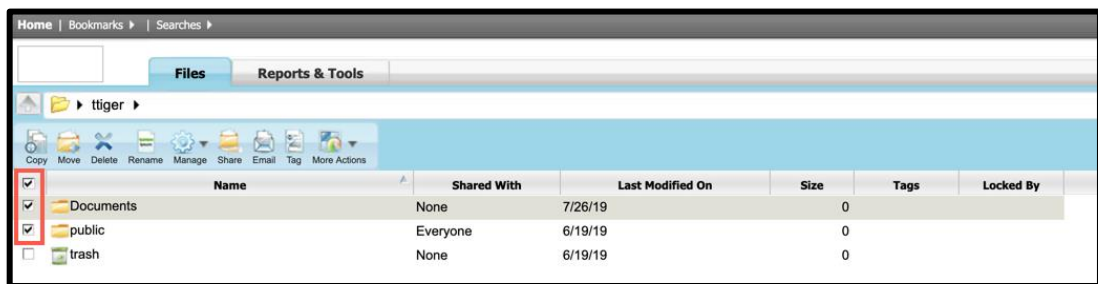 Home | Bookmarks | Searches
Files Reports & Tools
ttiger
Copy Move Delete Rename Manage Share Email Tag More Actions
Name Shared With Last Modified On Size Tags Locked By
Documents None 7/26/19 0
public Everyone 6/19/19 0
trash None 6/19/19 0